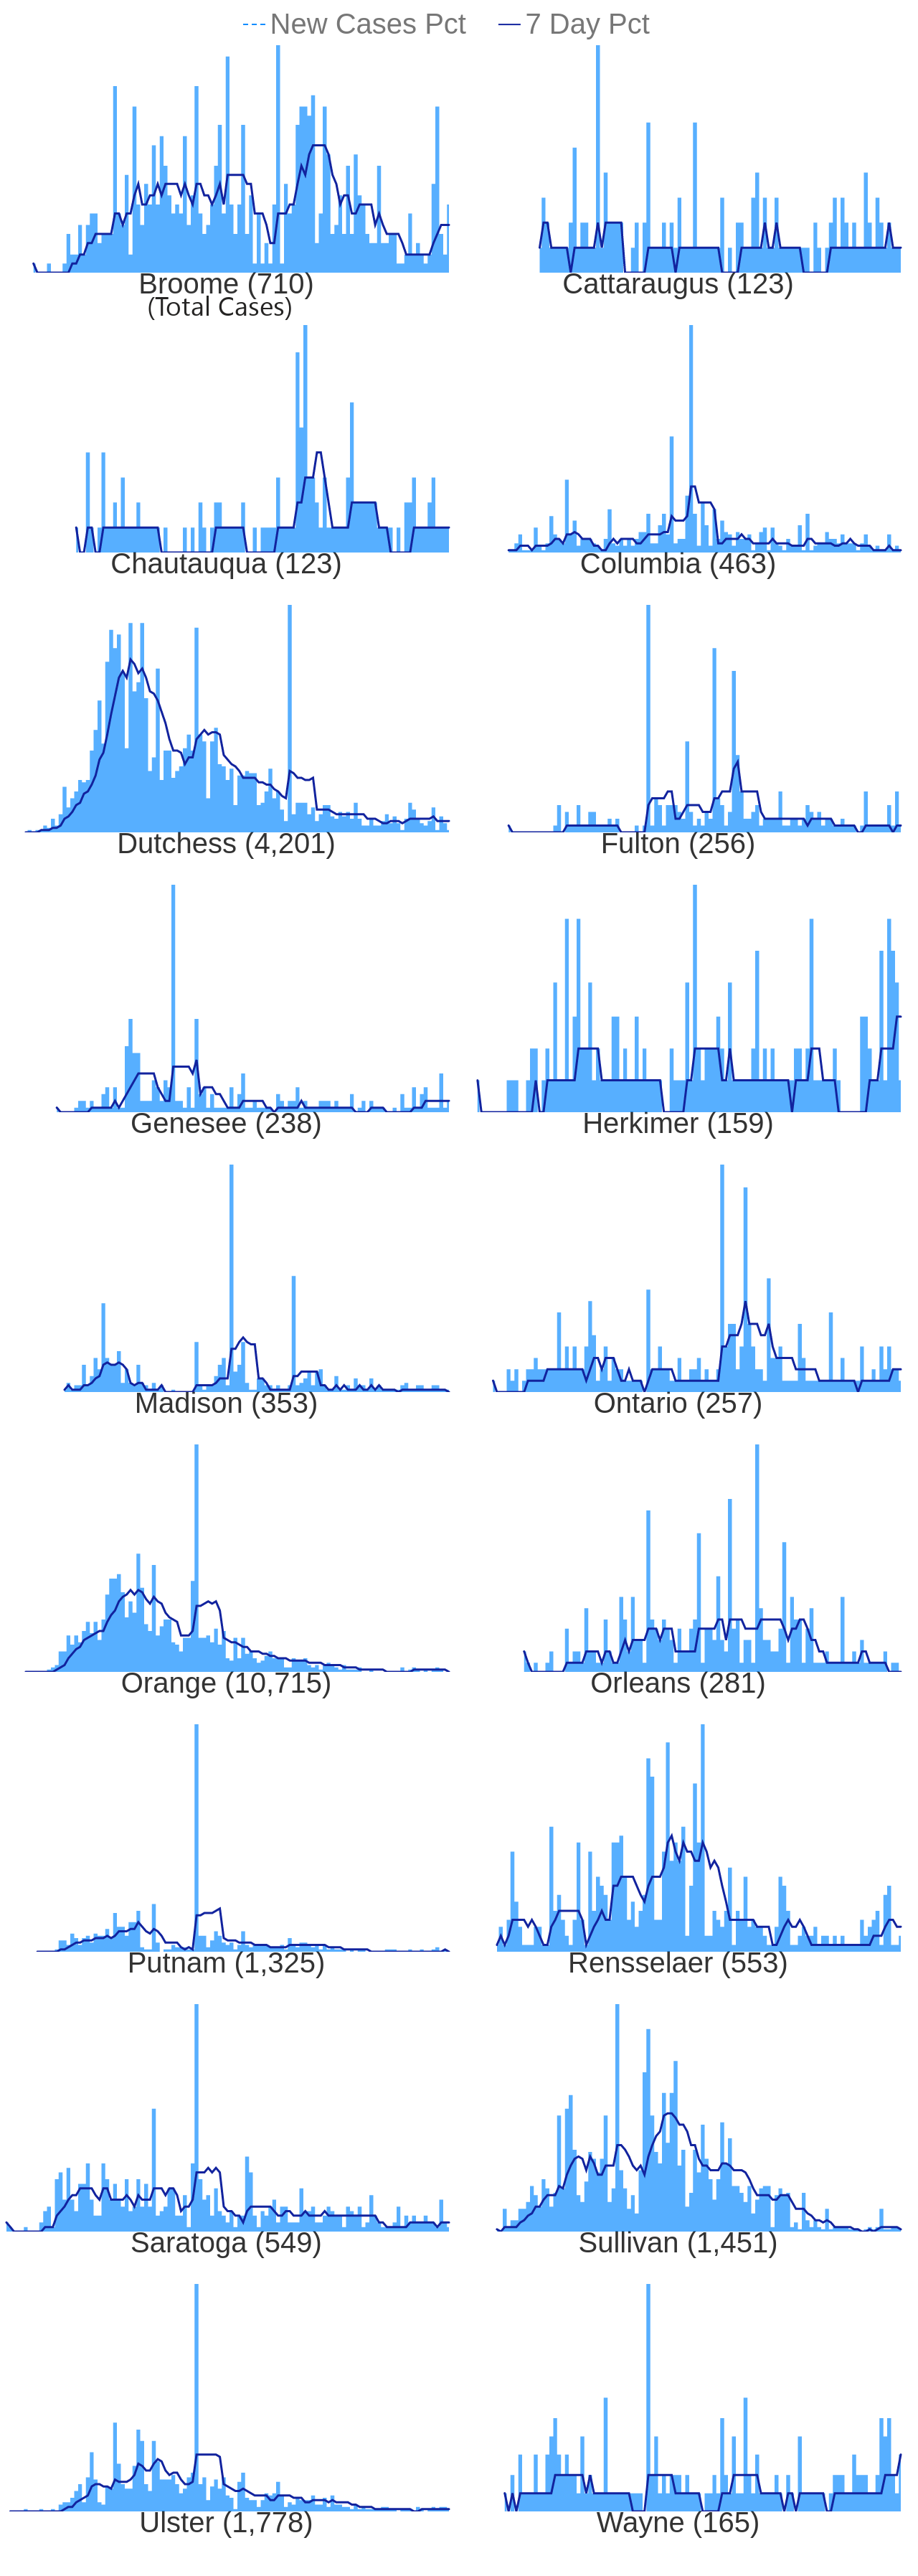 New Cases Pct 7 Day Pct
Broome (710) Cattaraugus (123)
(Total Cases)
Chautauqua (123) Columbia (463)
Dutchess (4,201) Fulton (256)
Genesee (238) Herkimer (159)
Madison (353) Ontario (257)
Orange (10,715) Orleans (281)
Putnam (1,325) Rensselaer (553)
Saratoga (549) Sullivan (1,451)
Ulster (1,778) Wayne (165)